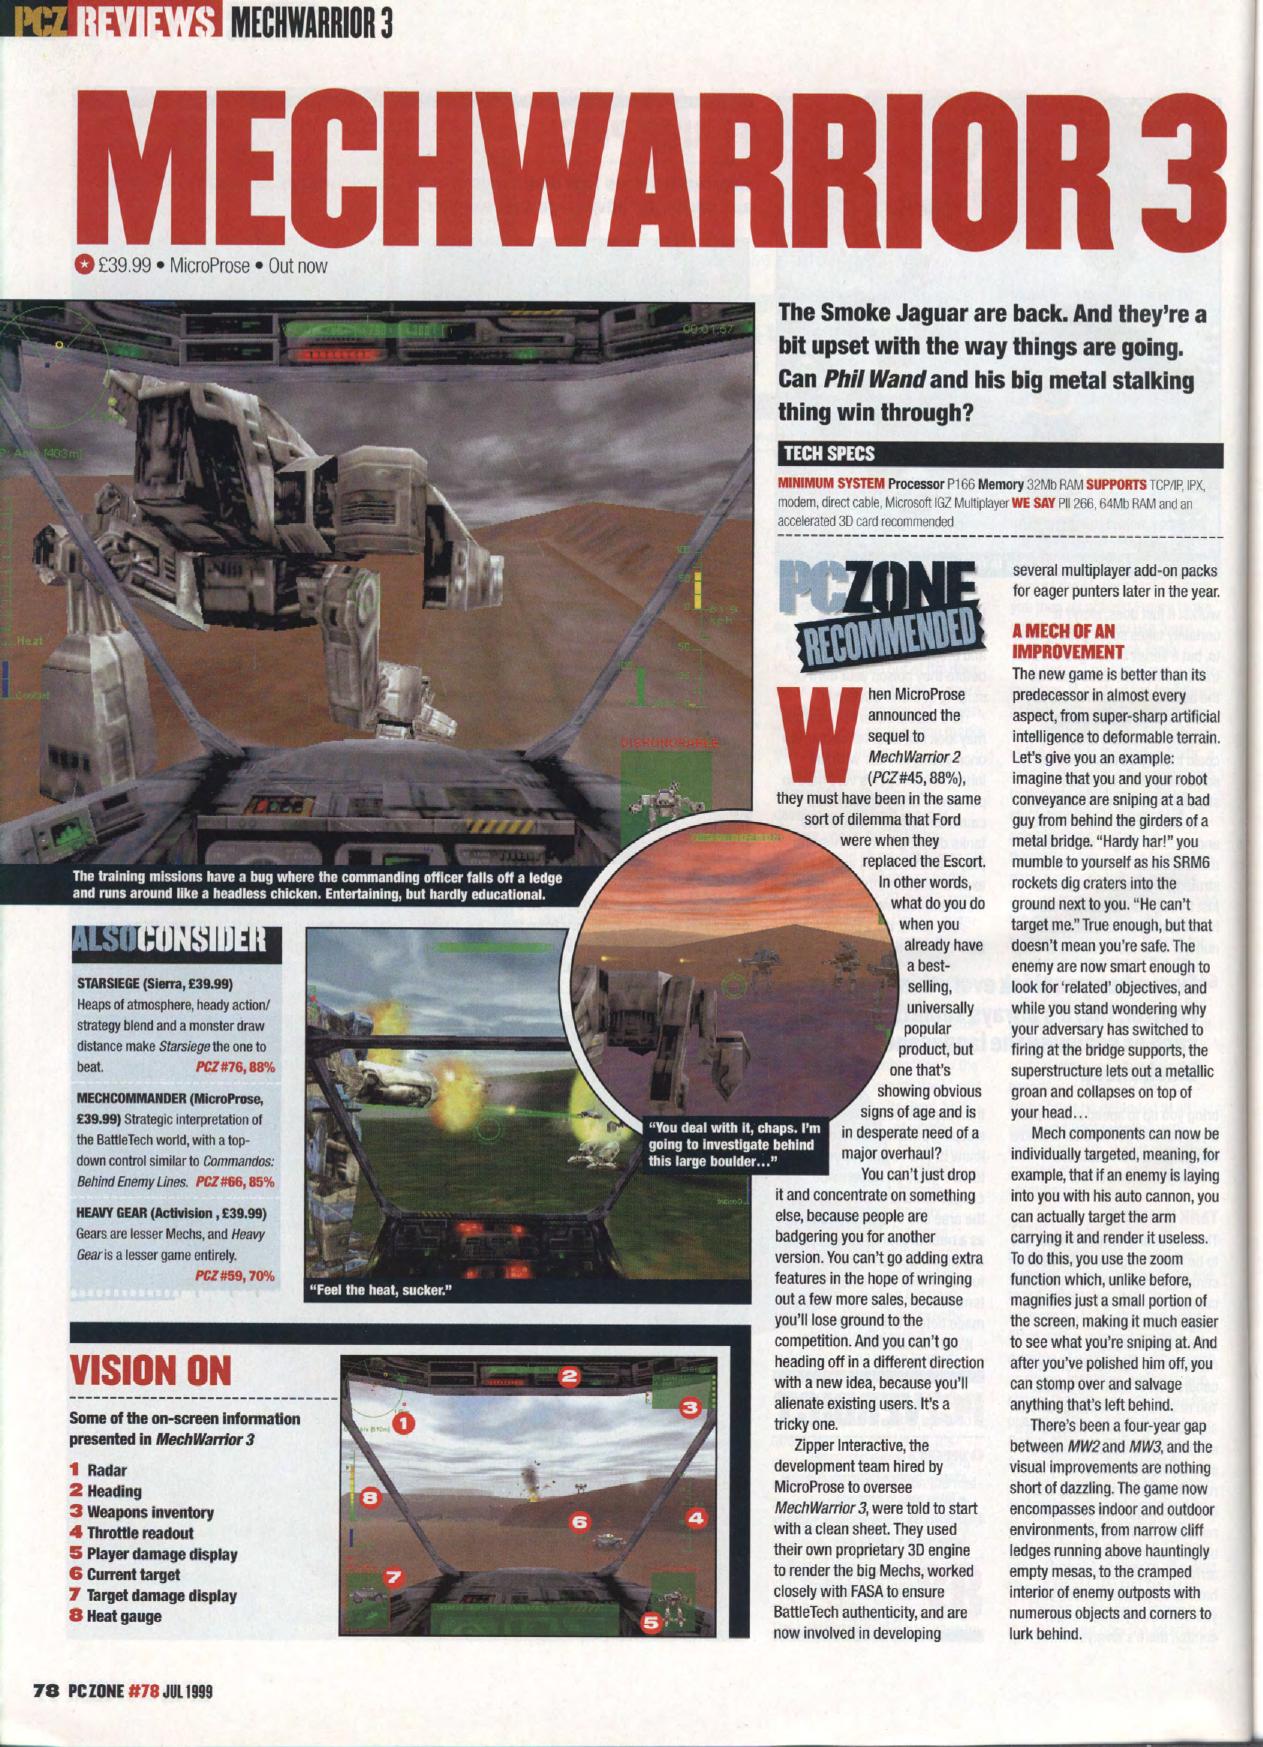 PCZ REVIEWS MECHWARRIOR 3
MECHWARRIOR 3
£39.99 • MicroProse • Out now
The Smoke Jaguar are back. And they're a
bit upset with the way things are going.
Can Phil Wand and his big metal stalking
thing win through?
TECH SPECS
MINIMUM SYSTEM Processor P166 Memory 32Mb RAM SUPPORTS TCP/IP, IPX,
modem, direct cable, Microsoft IGZ Multiplayer WE SAY PII 266, 64Mb RAM and an
accelerated 3D card recommended
PCZONE
RECOMMENDED
When MicroProse
announced the
sequel to
MechWarrior 2
(PCZ #45, 88%),
they must have been in the same
sort of dilemma that Ford
were when they
replaced the Escort.
In other words,
what do you do
when you
already have
a best-
selling,
universally
popular
product, but
one that's
showing obvious
signs of age and is
in desperate need of a
major overhaul?
You can't just drop
it and concentrate on something
else, because people are
badgering you for another
version. You can't go adding extra
features in the hope of wringing
out a few more sales, because
you'll lose ground to the
competition. And you can't go
heading off in a different direction
with a new idea, because you'll
alienate existing users. It's a
tricky one.
Zipper Interactive, the
development team hired by
MicroProse to oversee
MechWarrior 3, were told to start
with a clean sheet. They used
their own proprietary 3D engine
to render the big Mechs, worked
closely with FASA to ensure
BattleTech authenticity, and are
now involved in developing
several multiplayer add-on packs
for eager punters later in the year.
A MECH OF AN
IMPROVEMENT
The new game is better than its
predecessor in almost every
aspect, from super-sharp artificial
intelligence to deformable terrain.
Let's give you an example:
imagine that you and your robot
conveyance are sniping at a bad
guy from behind the girders of a
metal bridge. "Hardy har!" you
mumble to yourself as his SRM6
rockets dig craters into the
ground next to you. "He can't
target me." True enough, but that
doesn't mean you're safe. The
enemy are now smart enough to
look for 'related' objectives, and
while you stand wondering why
your adversary has switched to
firing at the bridge supports, the
superstructure lets out a metallic
groan and collapses on top of
your head…
Mech components can now be
individually targeted, meaning, for
example, that if an enemy is laying
into you with his auto cannon, you
can actually target the arm
carrying it and render it useless.
To do this, you use the zoom
function which, unlike before,
magnifies just a small portion of
the screen, making it much easier
to see what you're sniping at. And
after you've polished him off, you
can stomp over and salvage
anything that's left behind.
There's been a four-year gap
between MW2 and MW3, and the
visual improvements are nothing
short of dazzling. The game now
encompasses indoor and outdoor
environments, from narrow cliff
ledges running above hauntingly
empty mesas, to the cramped
interior of enemy outposts with
numerous objects and corners to
lurk behind.
00:01:57
[403m]
Heat
Coolant
kph
DISHONORABLE
The training missions have a bug where the commanding officer falls off a ledge
and runs around like a headless chicken. Entertaining, but hardly educational.
ALSO CONSIDER
STARSIEGE (Sierra, £39.99)
Heaps of atmosphere, heady action/
strategy blend and a monster draw
distance make Starsiege the one to
beat. PCZ #76, 88%
MECHCOMMANDER (MicroProse,
£39.99) Strategic interpretation of
the BattleTech world, with a top-
down control similar to Commandos:
Behind Enemy Lines. PCZ #66, 85%
HEAVY GEAR (Activision , £39.99)
Gears are lesser Mechs, and Heavy
Gear is a lesser game entirely.
PCZ #59, 70%
"You deal with it, chaps. I'm
going to investigate behind
this large boulder…"
"Feel the heat, sucker."
VISION ON
Some of the on-screen information
presented in MechWarrior 3
1 Radar
2 Heading
3 Weapons inventory
4 Throttle readout
5 Player damage display
6 Current target
7 Target damage display
8 Heat gauge
1
2
3
4
5
6
7
8
78 PC ZONE #78 JUL 1999